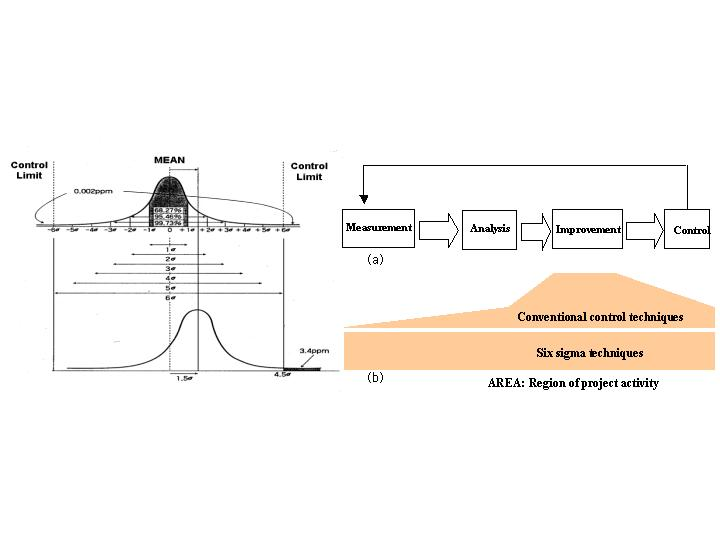 Control
Limit
MEAN
Control
Limit
0.002ppm
68.27%
95.46%
99.73%
-6σ -5σ -4σ -3σ -2σ -1σ 0 +1σ +2σ +3σ +4σ +5σ +6σ
1σ
2σ
3σ
4σ
5σ
6σ
3.4ppm
1.5σ
4.5σ
Measurement
Analysis
Improvement
Control
(a)
Conventional control techniques
Six sigma techniques
(b)
AREA: Region of project activity